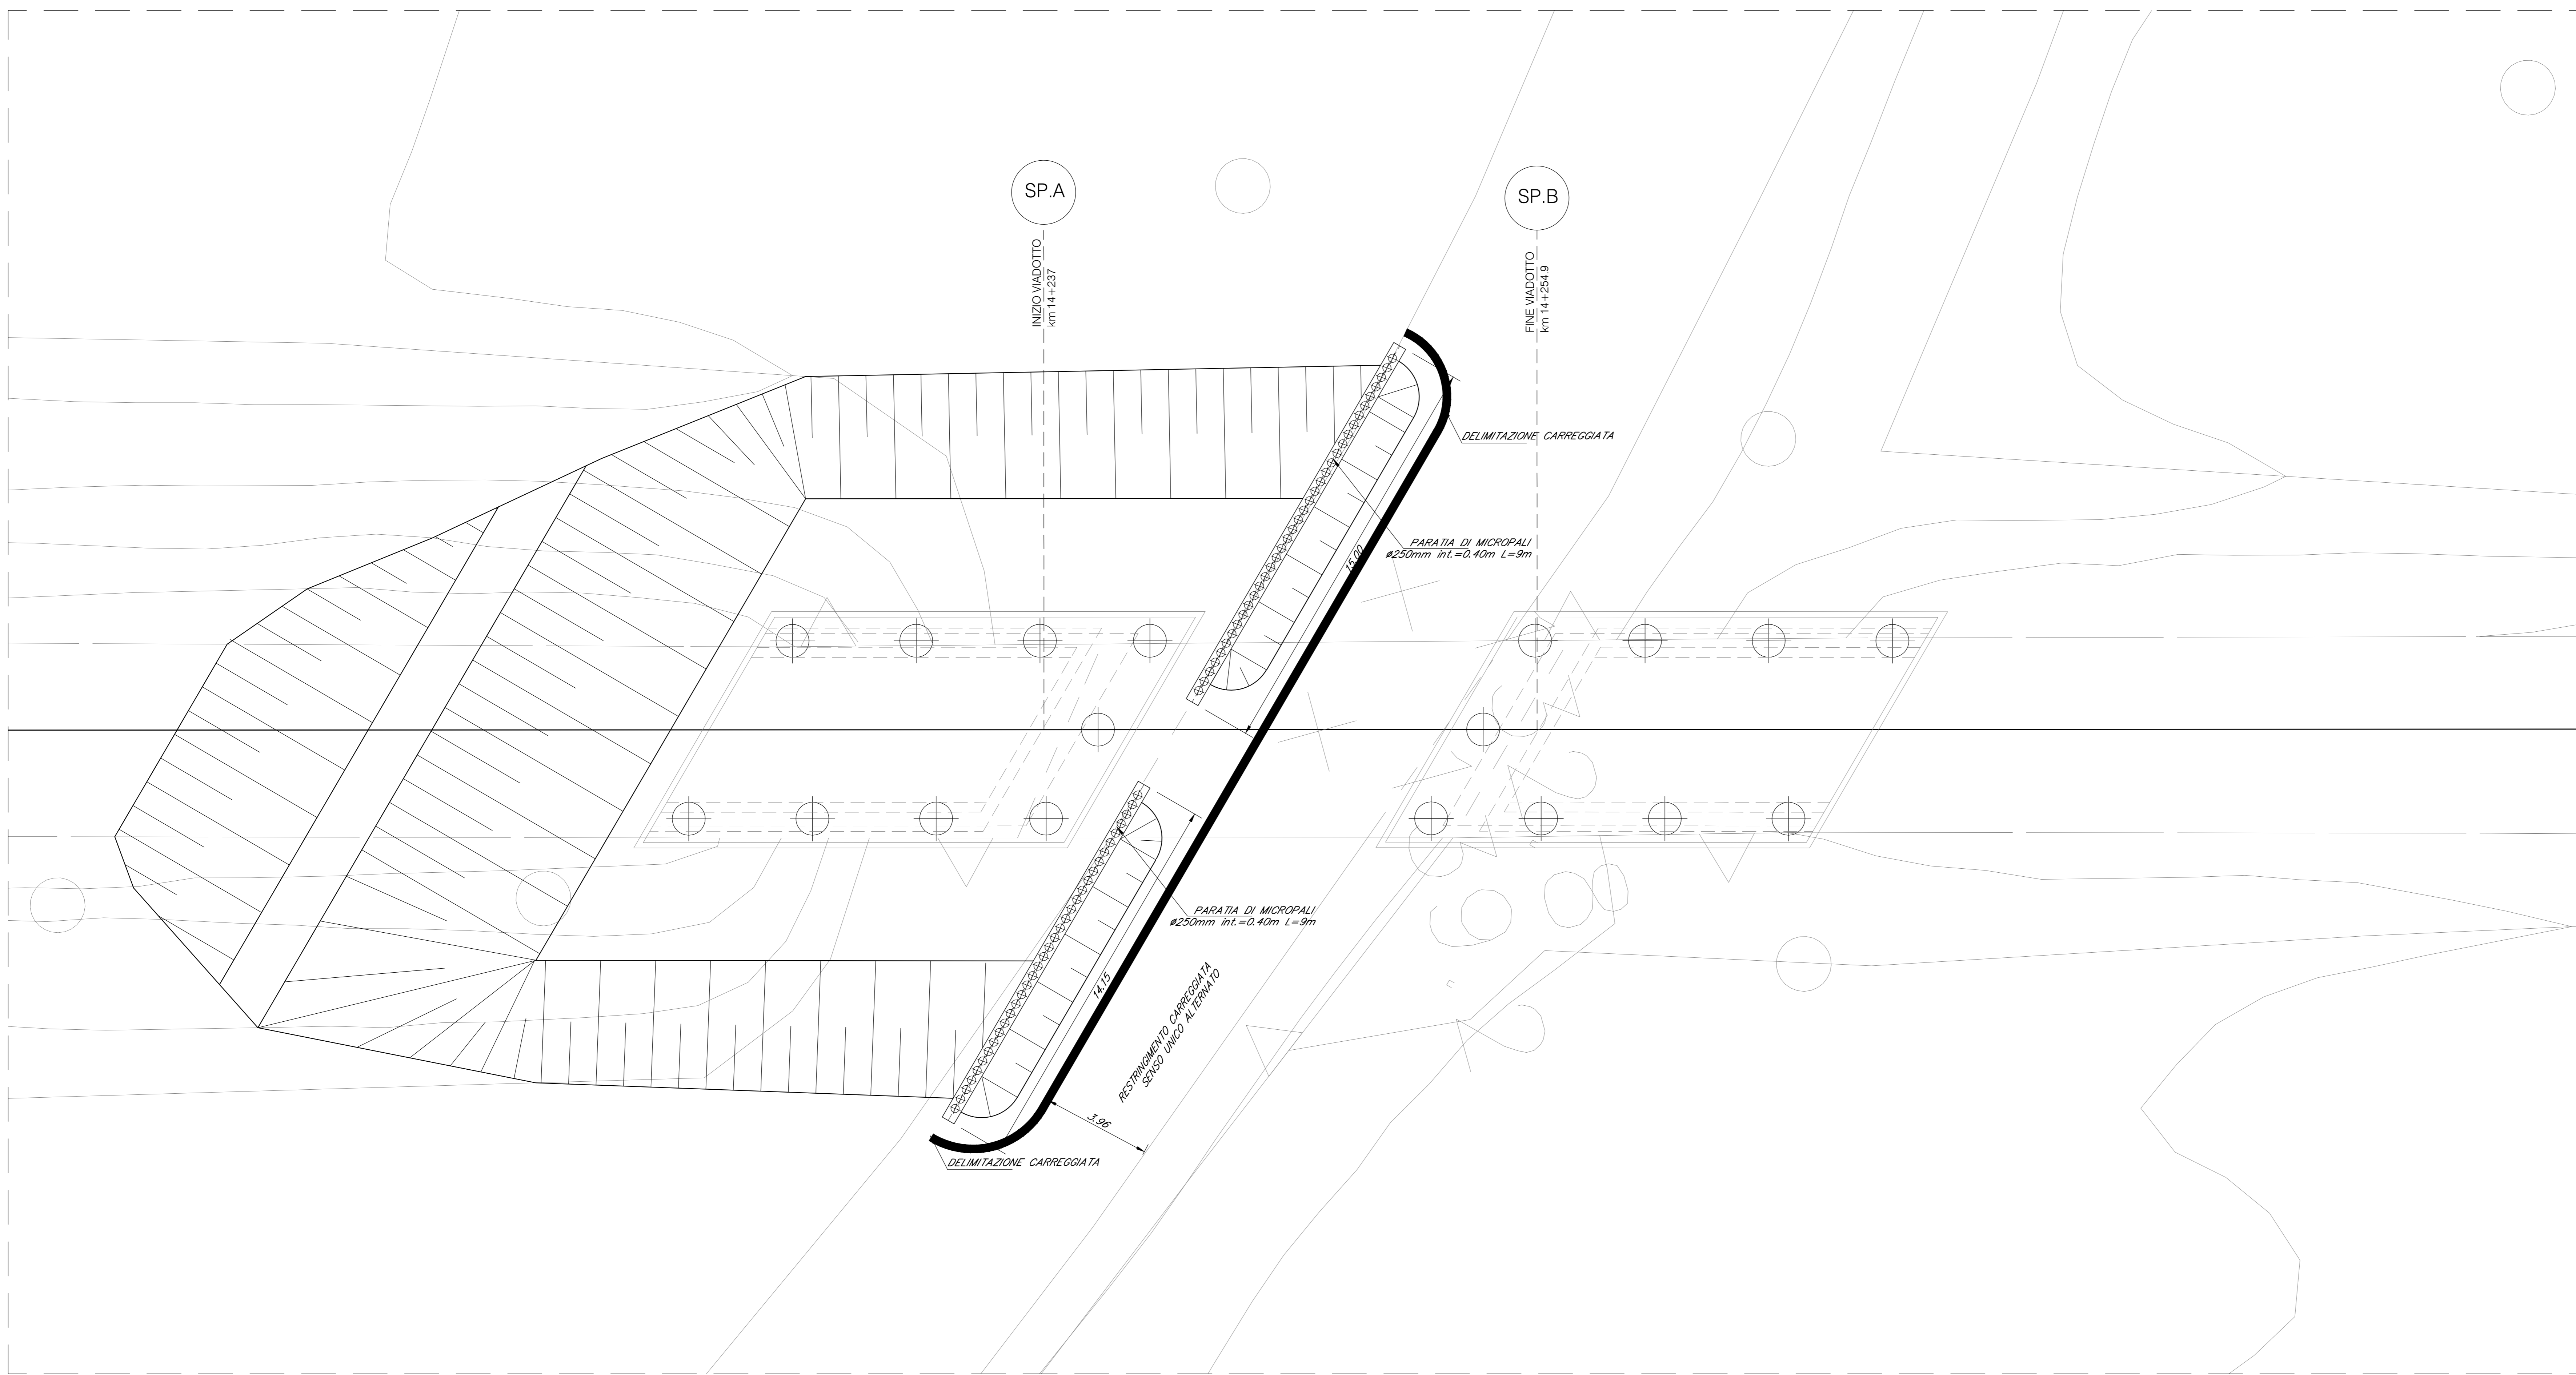 SP.A
INIZIO VIADOTTO
km 14+237
SP.B
FINE VIADOTTO
km 14+254.9
DELIMITAZIONE CARREGGIATA
PARATIA DI MICROPALI
ø250mm int.=0.40m L=9m
15.00
PARATIA DI MICROPALI
ø250mm int.=0.40m L=9m
14.15
RESTRINGIMENTO CARREGGIATA
SENSO UNICO ALTERNATO
3.96
DELIMITAZIONE CARREGGIATA